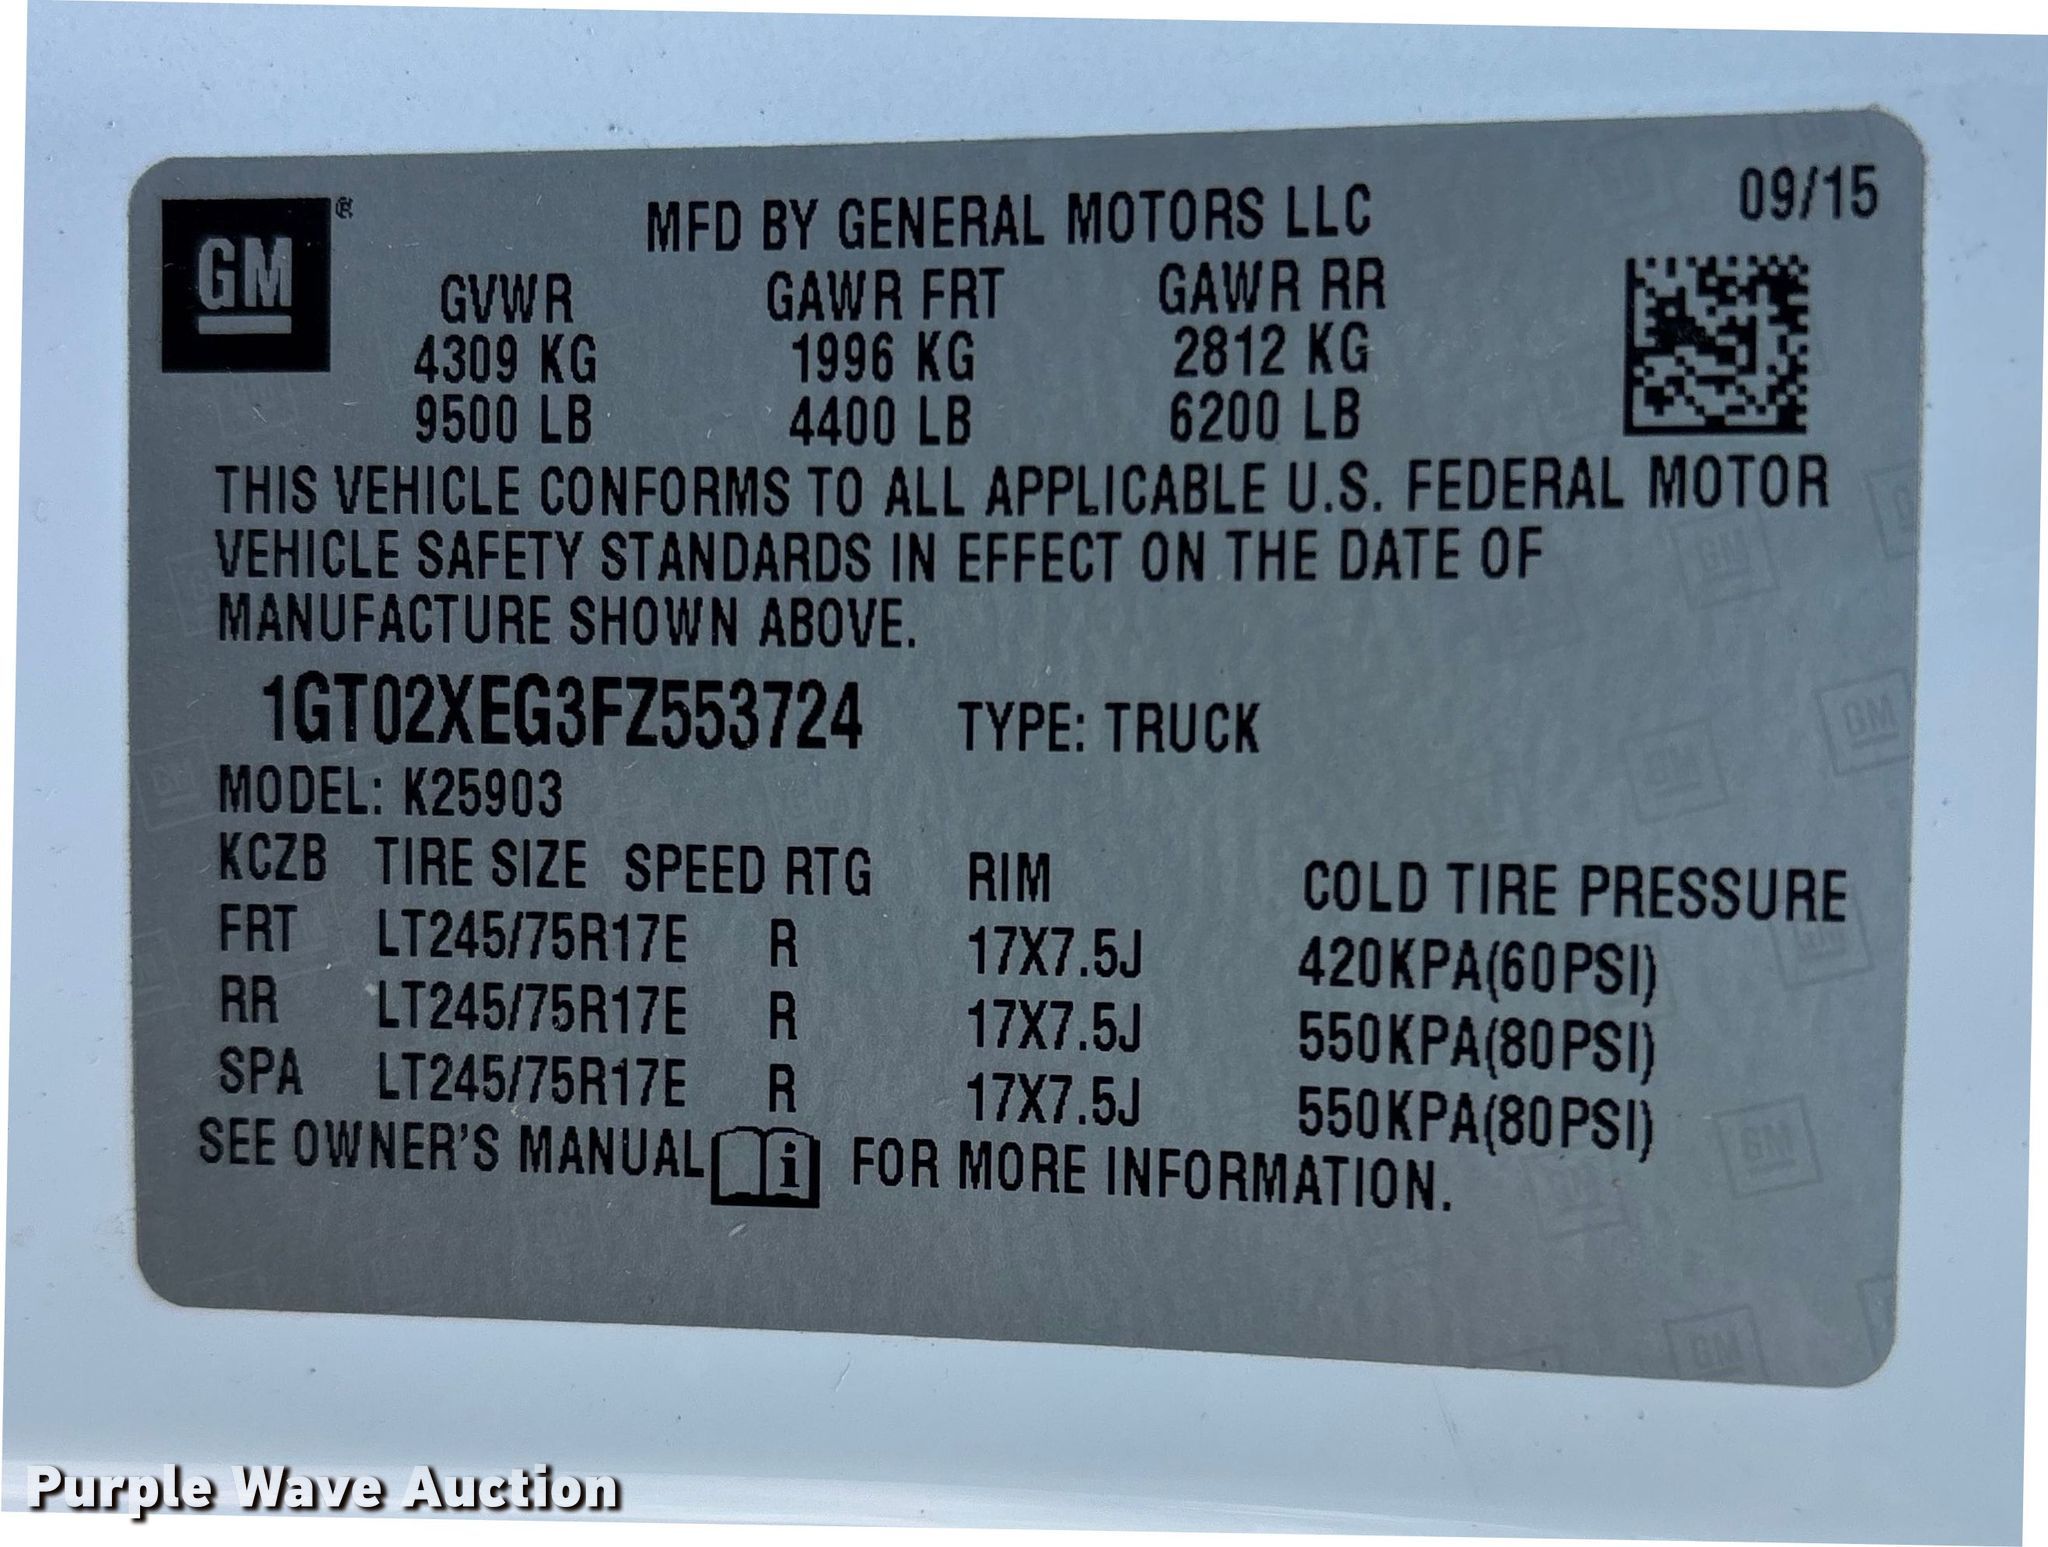 GM®
MFD BY GENERAL MOTORS LLC 09/15
GVWR GAWR FRT GAWR RR
4309 KG 1996 KG 2812 KG
9500 LB 4400 LB 6200 LB
THIS VEHICLE CONFORMS TO ALL APPLICABLE U.S. FEDERAL MOTOR
VEHICLE SAFETY STANDARDS IN EFFECT ON THE DATE OF
MANUFACTURE SHOWN ABOVE.
1GT02XEG3FZ553724 TYPE: TRUCK
MODEL: K25903
KCZB TIRE SIZE SPEED RTG RIM COLD TIRE PRESSURE
FRT LT245/75R17E R 17X7.5J 420KPA(60PSI)
RR LT245/75R17E R 17X7.5J 550KPA(80PSI)
SPA LT245/75R17E R 17X7.5J 550KPA(80PSI)
SEE OWNER'S MANUAL i FOR MORE INFORMATION.
Purple Wave Auction